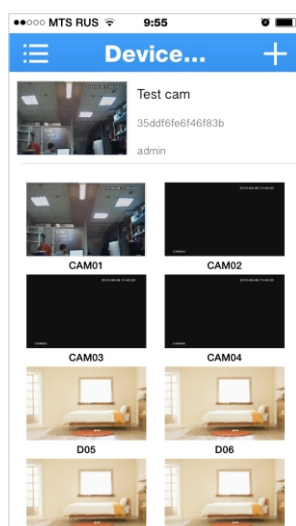 MTS RUS 9:55
Device...
Test cam
35ddf6fe6f46f83b
admin
CAM01 CAM02
CAM03 CAM04
D05 D06